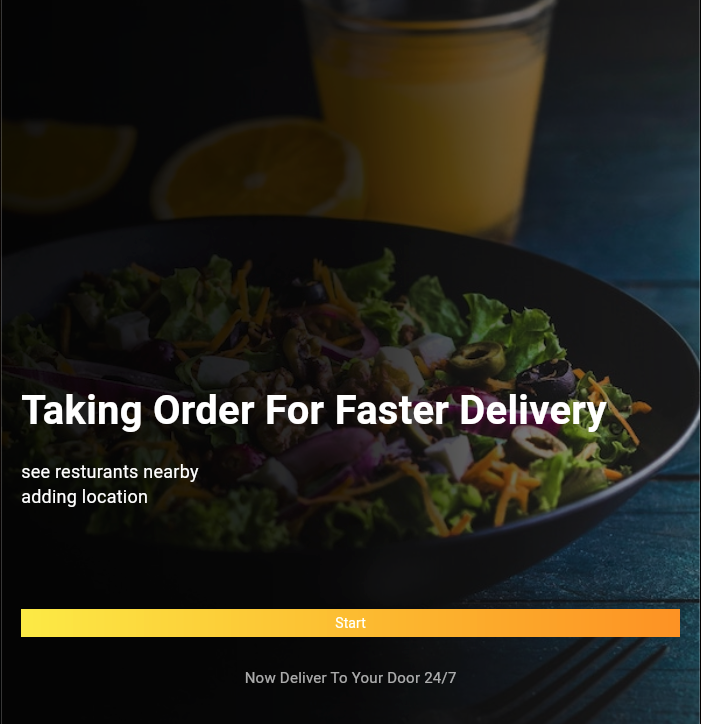 Taking Order For Faster Delivery
see resturants nearby
adding location
Start
Now Deliver To Your Door 24/7